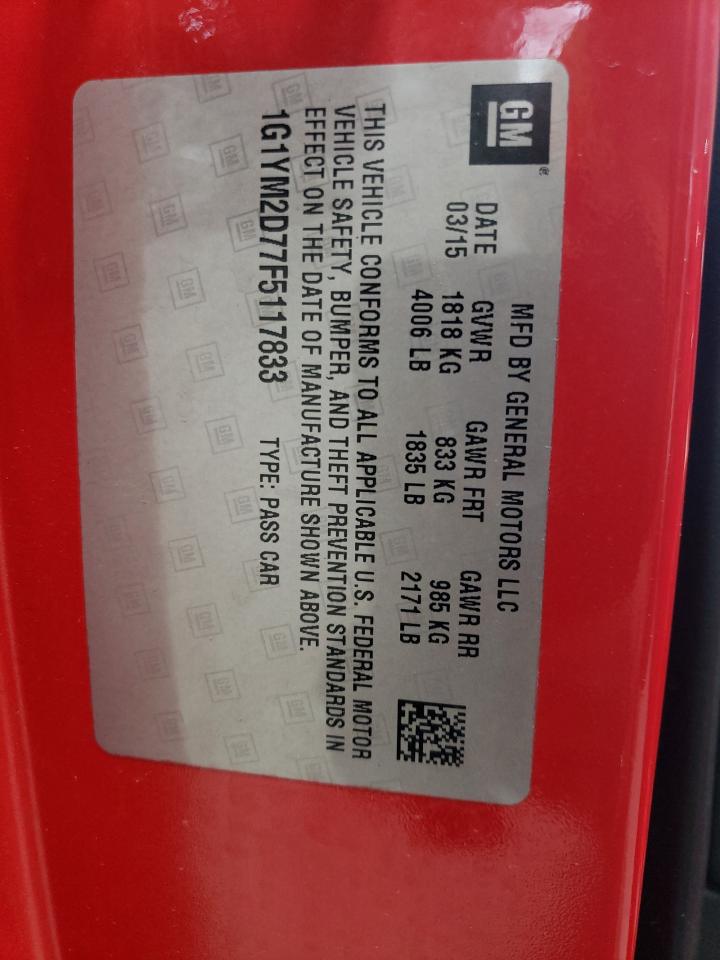 GM®
MFD BY GENERAL MOTORS LLC
DATE GVWR GAWR FRT GAWR RR
03/15 1818 KG 833 KG 985 KG
4006 LB 1835 LB 2171 LB
THIS VEHICLE CONFORMS TO ALL APPLICABLE U.S. FEDERAL MOTOR
VEHICLE SAFETY, BUMPER, AND THEFT PREVENTION STANDARDS IN
EFFECT ON THE DATE OF MANUFACTURE SHOWN ABOVE.
1G1YM2D77F5117833 TYPE: PASS CAR